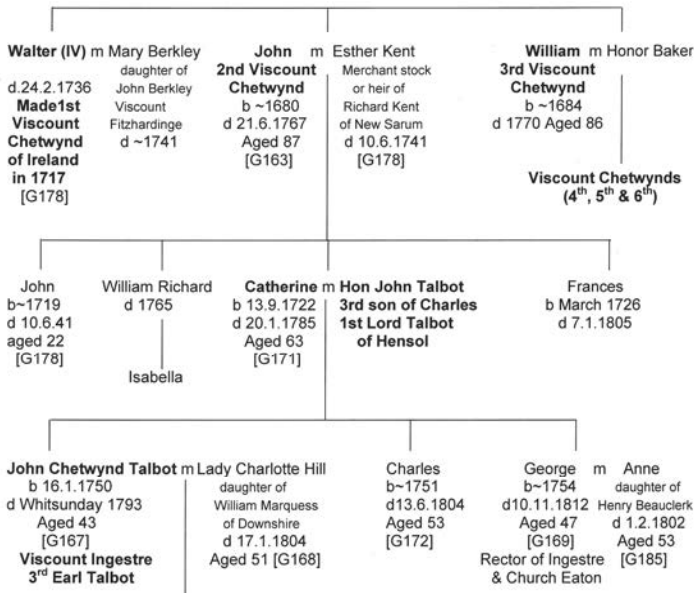 Walter (IV) m Mary Berkley
d.24.2.1736
Made1st
Viscount
Chetwynd
of Ireland
in 1717
[G178]
daughter of
John Berkley
Viscount
Fitzhardinge
d ~1741
John m Esther Kent
2nd Viscount
Chetwynd
b ~1680
d 21.6.1767
Aged 87
[G163]
Merchant stock
or heir of
Richard Kent
of New Sarum
d 10.6.1741
[G178]
William m Honor Baker
3rd Viscount
Chetwynd
b ~1684
d 1770 Aged 86
Viscount Chetwynds
(4th, 5th & 6th)
John
b~1719
d 10.6.41
aged 22
[G178]
William Richard
d 1765
Isabella
Catherine m Hon John Talbot
b 13.9.1722
d 20.1.1785
Aged 63
[G171]
3rd son of Charles
1st Lord Talbot
of Hensol
Frances
b March 1726
d 7.1.1805
John Chetwynd Talbot m Lady Charlotte Hill
b 16.1.1750
d Whitsunday 1793
Aged 43
[G167]
Viscount Ingestre
3rd Earl Talbot
daughter of
William Marquess
of Downshire
d 17.1.1804
Aged 51 [G168]
Charles
b~1751
d13.6.1804
Aged 53
[G172]
George m Anne
b~1754
d10.11.1812
Aged 47
[G169]
Rector of Ingestre
& Church Eaton
daughter of
Henry Beauclerk
d 1.2.1802
Aged 53
[G185]